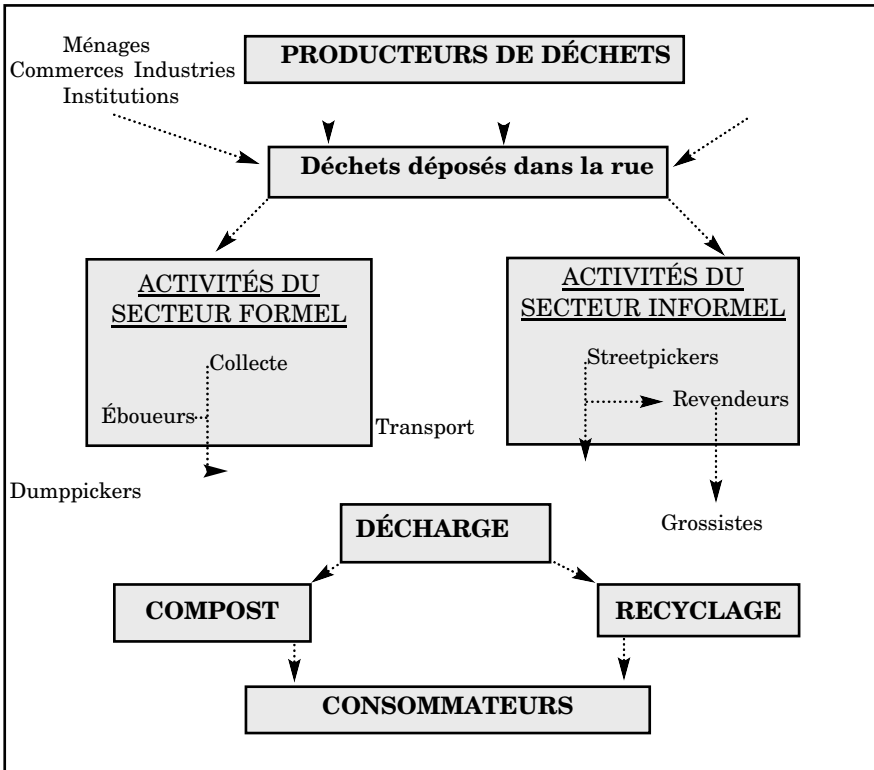 Ménages
Commerces Industries
Institutions
PRODUCTEURS DE DÉCHETS
Déchets déposés dans la rue
ACTIVITÉS DU
SECTEUR FORMEL
Collecte
Éboueurs
Transport
Dumppickers
ACTIVITÉS DU
SECTEUR INFORMEL
Streetpickers
Revendeurs
Grossistes
DÉCHARGE
COMPOST
RECYCLAGE
CONSOMMATEURS